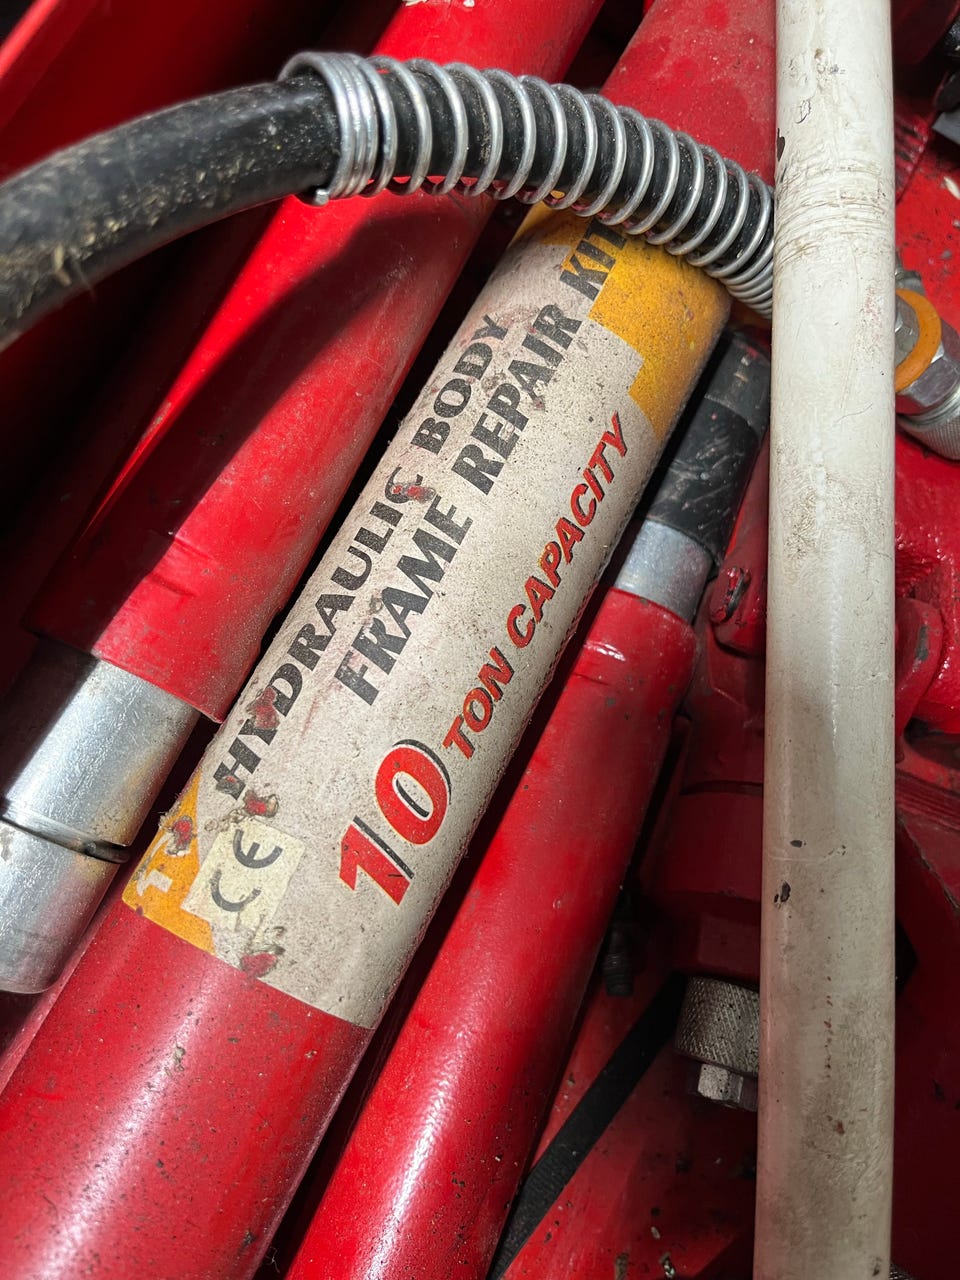 HYDRAULIC BODY
FRAME REPAIR KIT
10 TON CAPACITY
CE